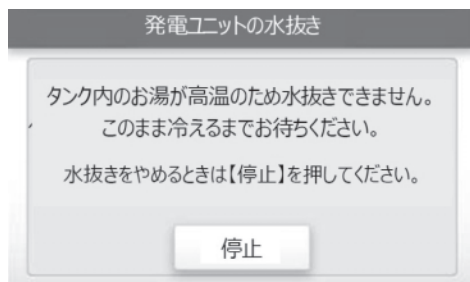 発電ユニットの水抜き
タンク内のお湯が高温のため水抜きできません。
このまま冷えるまでお待ちください。
水抜きをやめるときは【停止】を押してください。
停止